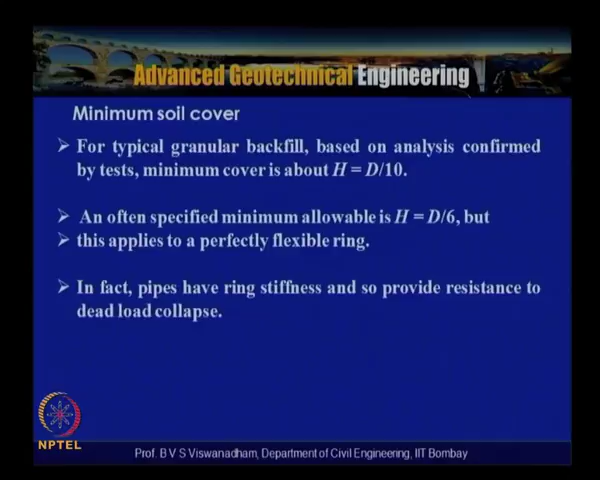 Advanced Geotechnical Engineering
Minimum soil cover
➢ For typical granular backfill, based on analysis confirmed
by tests, minimum cover is about H = D/10.
➢ An often specified minimum allowable is H = D/6, but
➢ this applies to a perfectly flexible ring.
➢ In fact, pipes have ring stiffness and so provide resistance to
dead load collapse.
NPTEL
Prof. B V S Viswanadham, Department of Civil Engineering, IIT Bombay